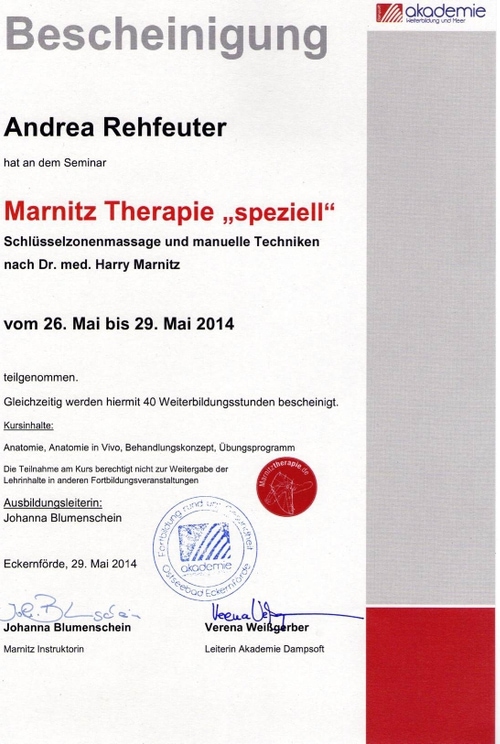 Bescheinigung
akademie
Weiterbildung und Meer
Andrea Rehfeuter
hat an dem Seminar
Marnitz Therapie „speziell“
Schlüsselzonenmassage und manuelle Techniken
nach Dr. med. Harry Marnitz
vom 26. Mai bis 29. Mai 2014
teilgenommen.
Gleichzeitig werden hiermit 40 Weiterbildungsstunden bescheinigt.
Kursinhalte:
Anatomie, Anatomie in Vivo, Behandlungskonzept, Übungsprogramm
Die Teilnahme am Kurs berechtigt nicht zur Weitergabe der
Lehrinhalte in anderen Fortbildungsveranstaltungen
Marnitztherapie.de
Ausbildungsleiterin:
Johanna Blumenschein
Fortbildung rund um Gesundheit
akademie
Ostseebad Eckernförde
Eckernförde, 29. Mai 2014
Johanna Blumenschein
Verena Weißgerber
Marnitz Instruktorin
Leiterin Akademie Dampsoft